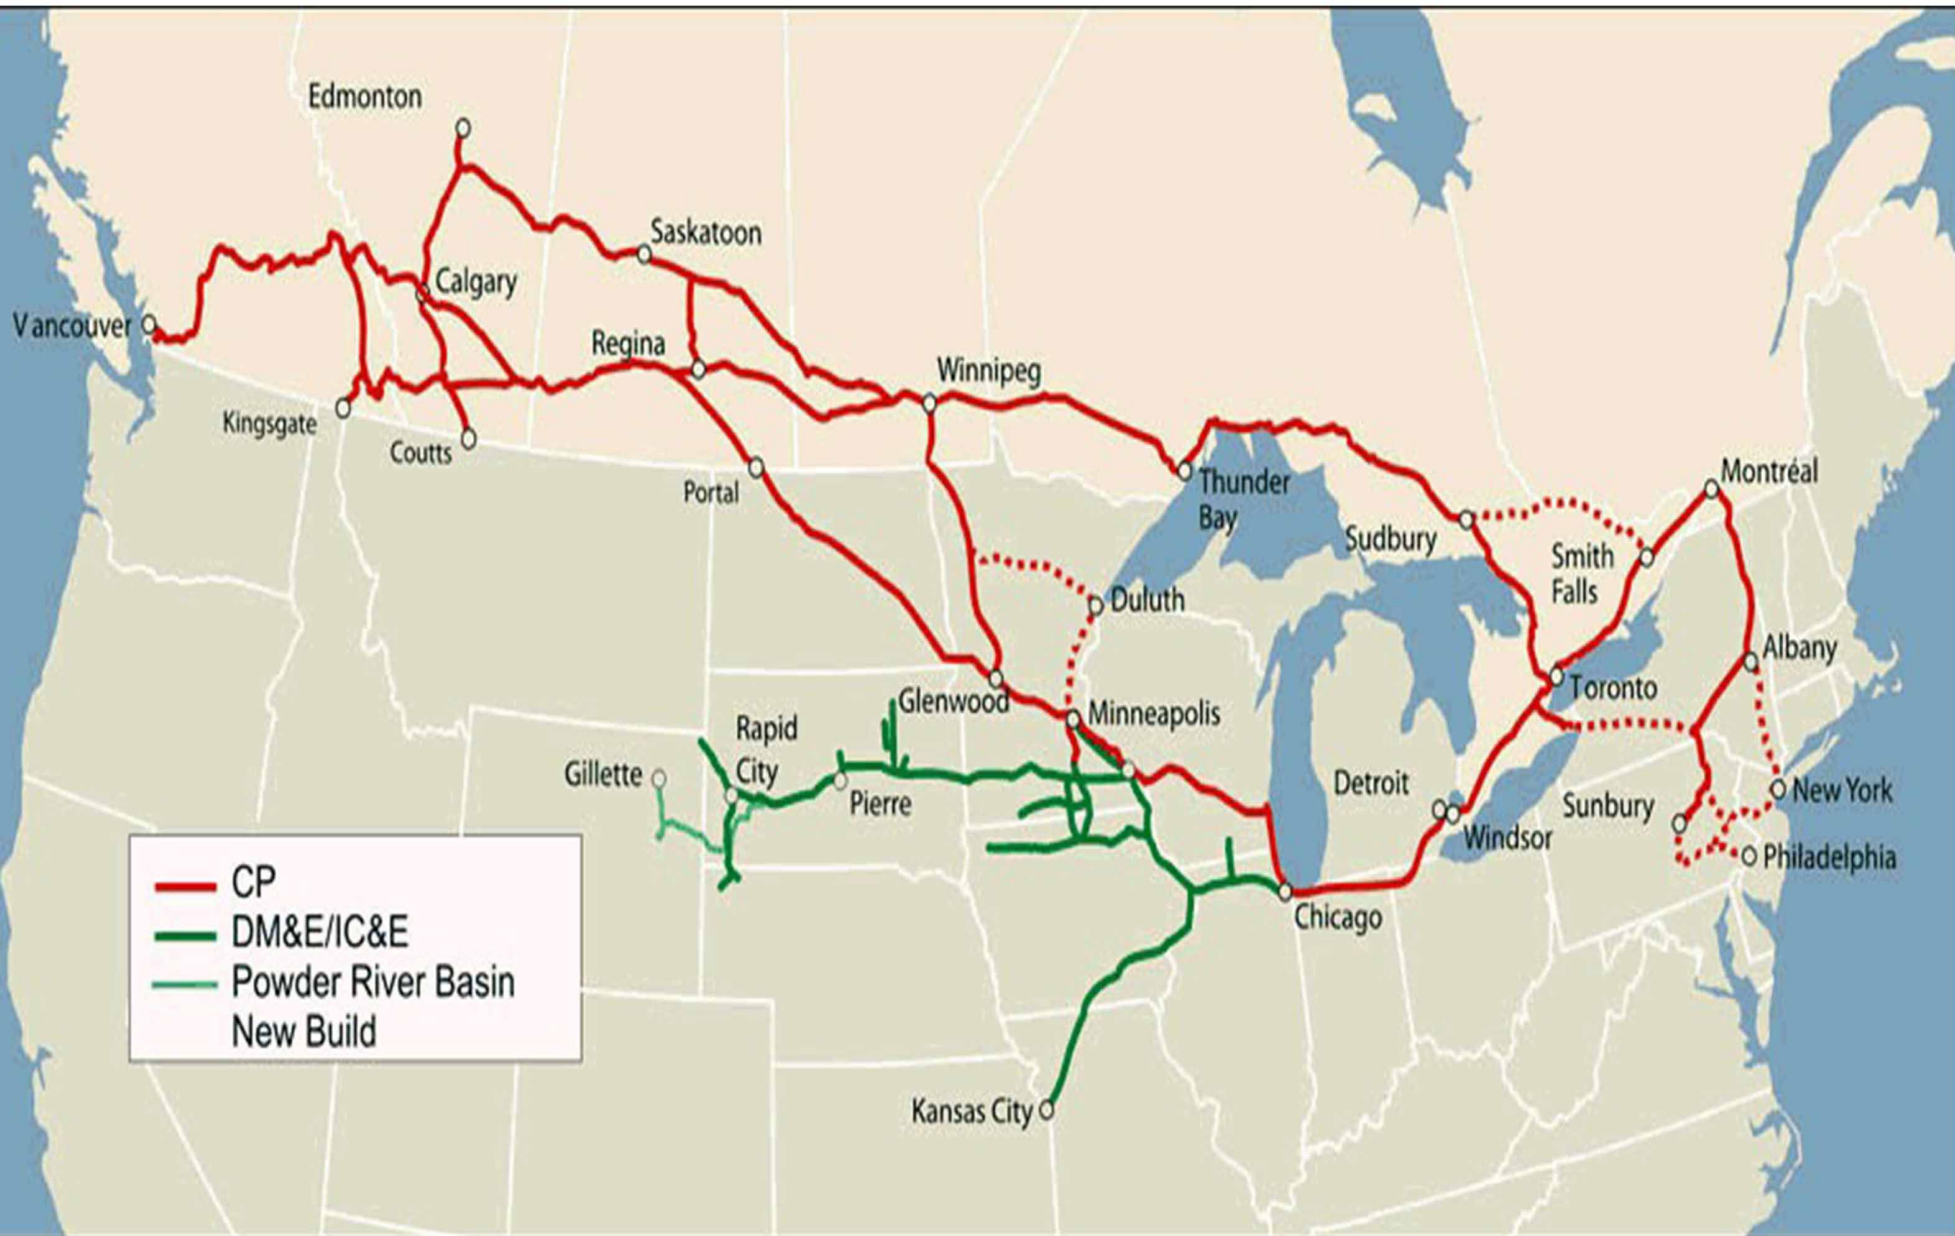 Edmonton
Saskatoon
Calgary
Vancouver
Regina
Winnipeg
Kingsgate
Coutts
Portal
Thunder
Bay
Montréal
Sudbury
Smith
Falls
Duluth
Albany
Toronto
Glenwood
Minneapolis
Rapid
City
Gillette
Pierre
Detroit
Windsor
Sunbury
New York
Philadelphia
Chicago
Kansas City
CP
DM&E/IC&E
Powder River Basin
New Build